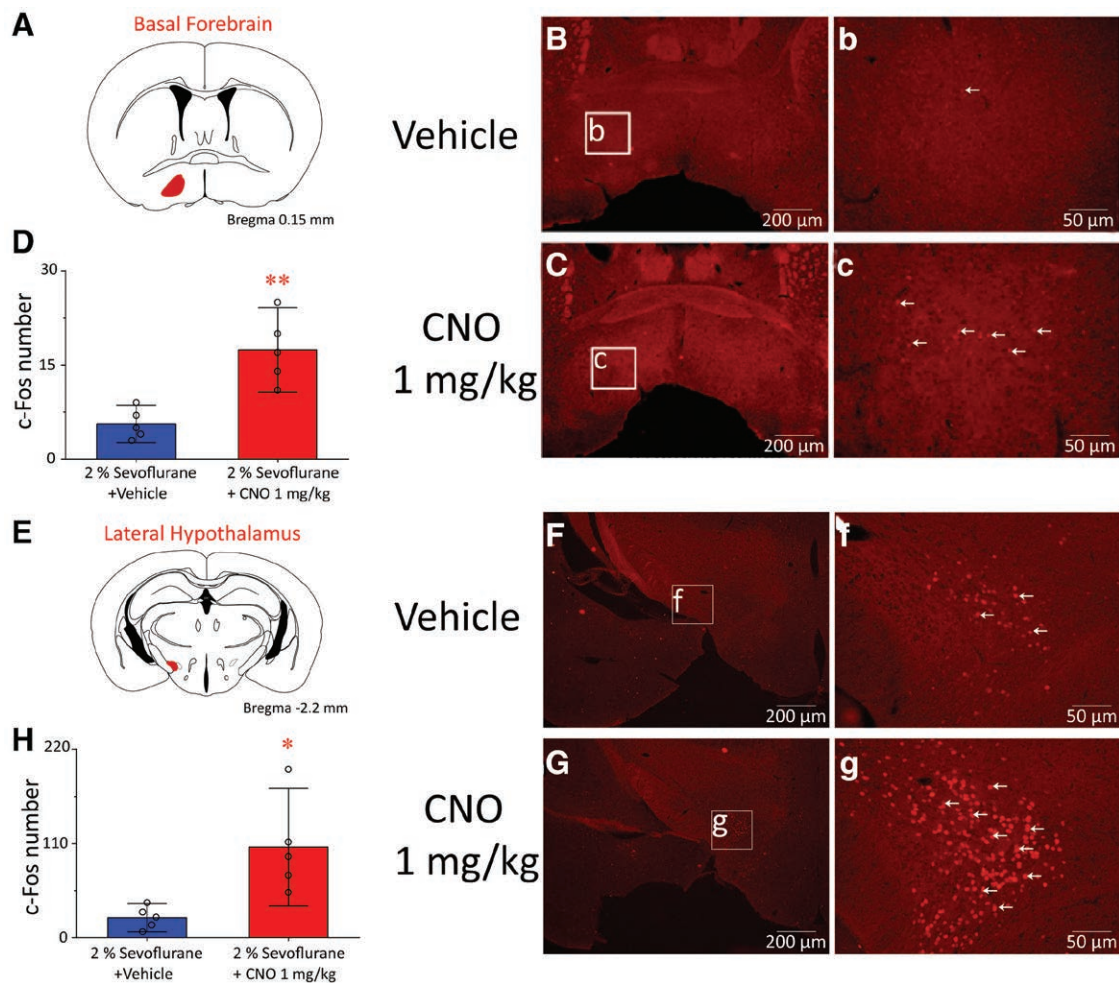 A
Basal Forebrain
Bregma 0.15 mm
Vehicle
B
b
200 µm
b
50 µm
D
c-Fos number
30
15
0
**
2 % Sevoflurane
+Vehicle
2 % Sevoflurane
+ CNO 1 mg/kg
CNO
1 mg/kg
C
c
200 µm
c
50 µm
E
Lateral Hypothalamus
Bregma -2.2 mm
Vehicle
F
f
200 µm
f
50 µm
H
c-Fos number
220
110
0
*
2 % Sevoflurane
+Vehicle
2 % Sevoflurane
+ CNO 1 mg/kg
CNO
1 mg/kg
G
g
200 µm
g
50 µm